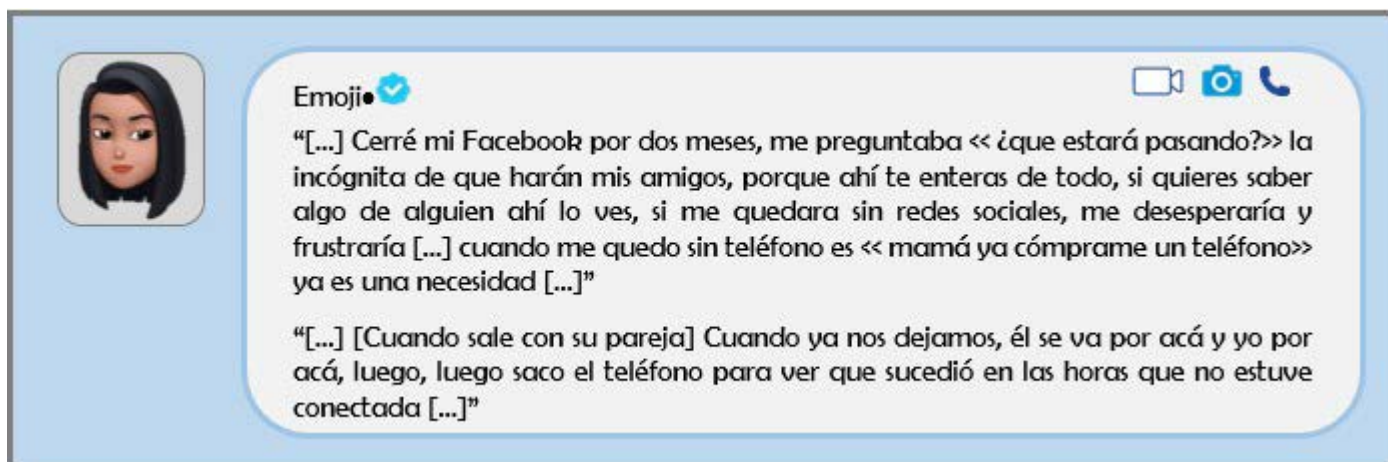 Emoji•
“[...] Cerré mi Facebook por dos meses, me preguntaba << ¿que estará pasando?>> la
incógnita de que harán mis amigos, porque ahí te enteras de todo, si quieres saber
algo de alguien ahí lo ves, si me quedara sin redes sociales, me desesperaría y
frustraría [...] cuando me quedo sin teléfono es << mamá ya cómprame un teléfono>>
ya es una necesidad [...]”
“[...] [Cuando sale con su pareja] Cuando ya nos dejamos, él se va por acá y yo por
acá, luego, luego saco el teléfono para ver que sucedió en las horas que no estuve
conectada [...]”